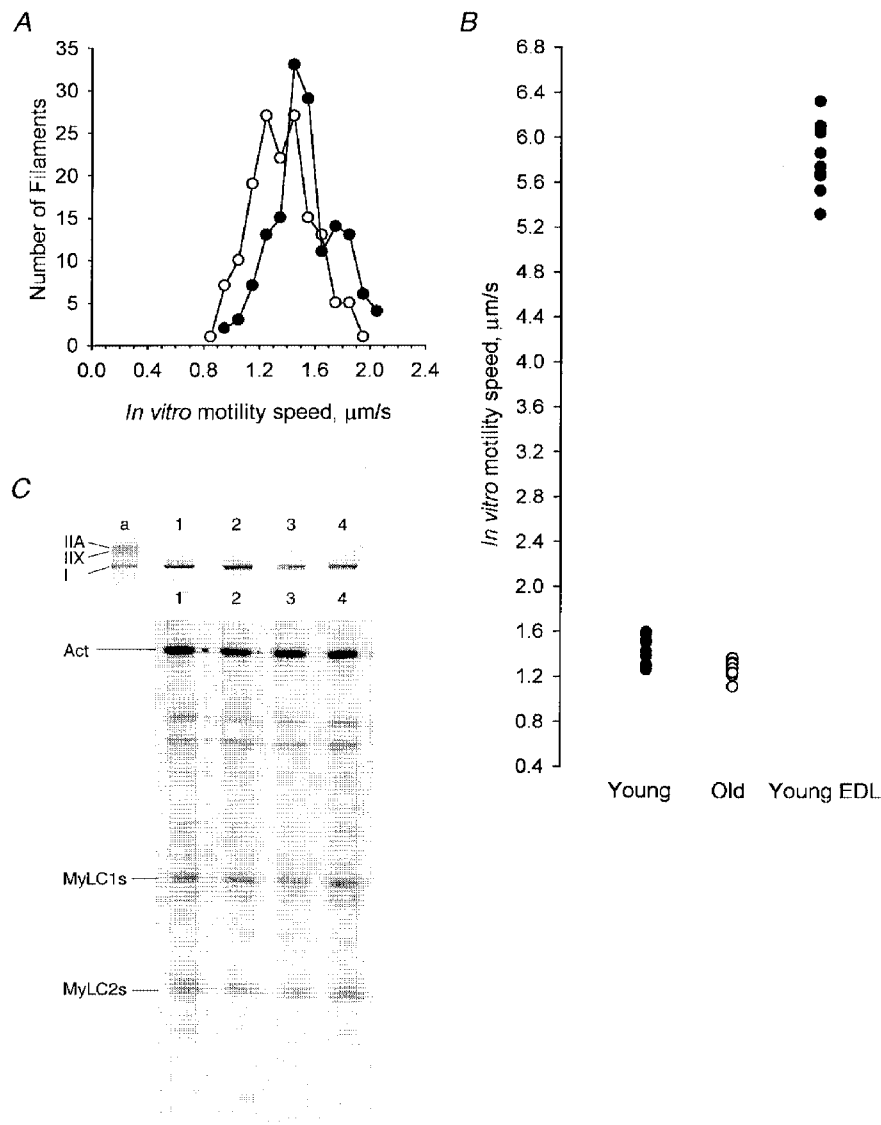 A
35
30
25
20
15
10
5
0
Number of Filaments
0.0 0.4 0.8 1.2 1.6 2.0 2.4
In vitro motility speed, µm/s
B
6.8
6.4
6.0
5.6
5.2
4.8
4.4
4.0
3.6
3.2
2.8
2.4
2.0
1.6
1.2
0.8
0.4
In vitro motility speed, µm/s
Young Old Young EDL
C
a 1 2 3 4
IIA
IIX
I
1 2 3 4
Act
MyLC1s
MyLC2s